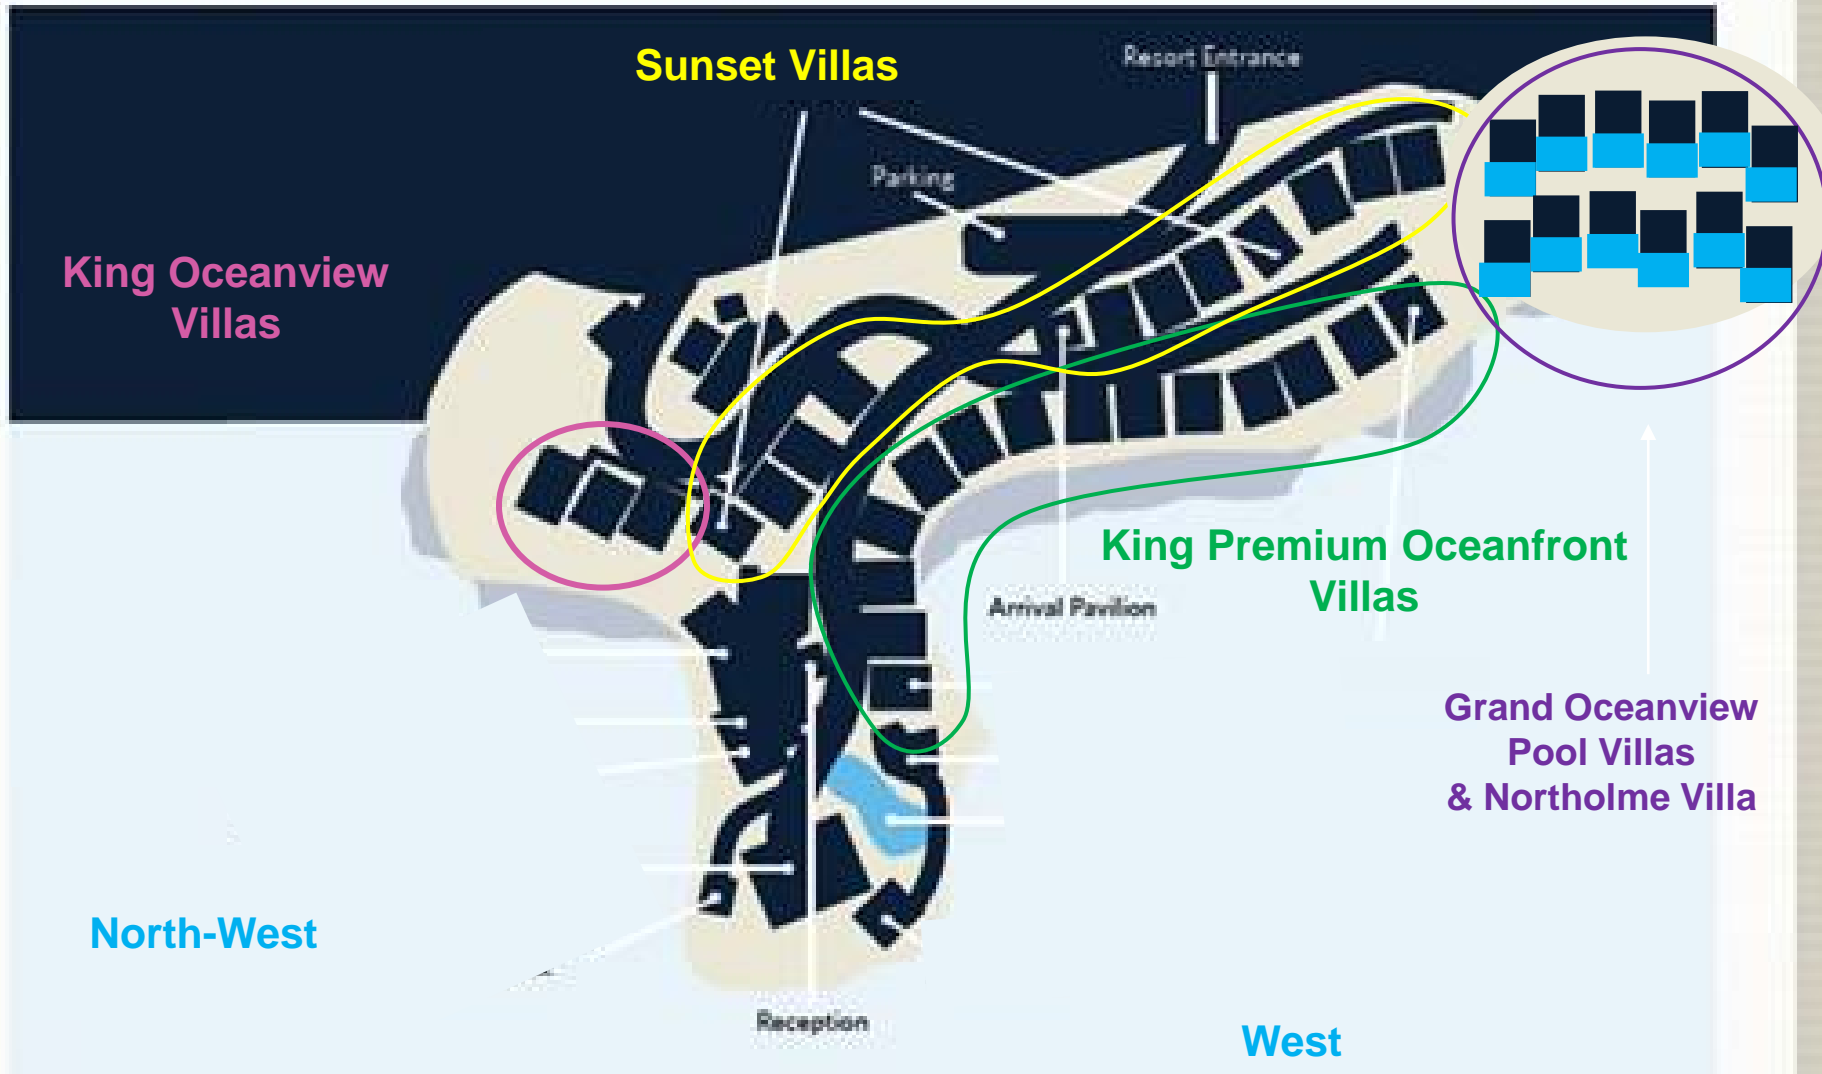 Sunset Villas
Resort Entrance
Parking
King Oceanview
Villas
King Premium Oceanfront
Villas
Arrival Pavilion
Grand Oceanview
Pool Villas
& Northolme Villa
North-West
Reception
West